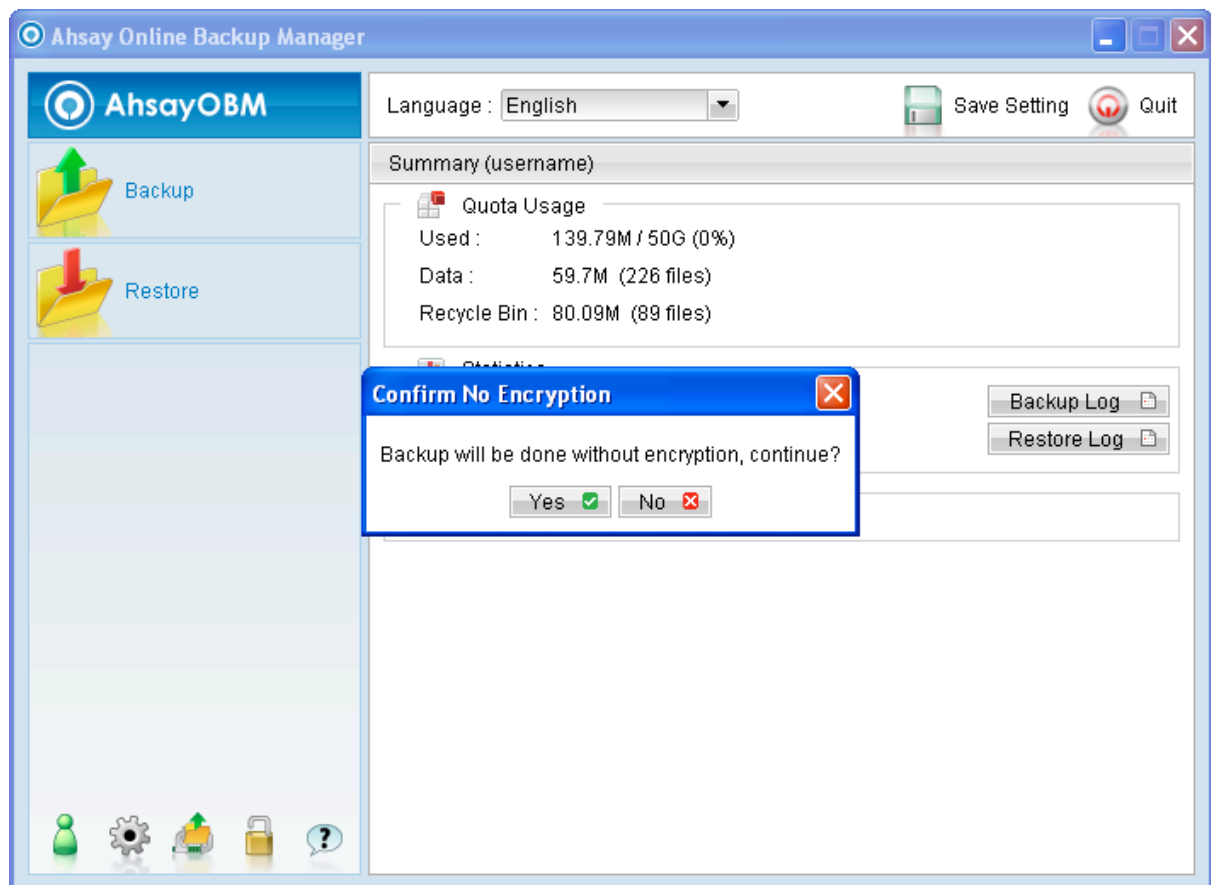 Ahsay Online Backup Manager
AhsayOBM
Language : English
Save Setting
Quit
Backup
Restore
Summary (username)
Quota Usage
Used : 139.79M / 50G (0%)
Data : 59.7M (226 files)
Recycle Bin : 80.09M (89 files)
Statistics
Confirm No Encryption
Backup will be done without encryption, continue?
Yes
No
Backup Log
Restore Log
?